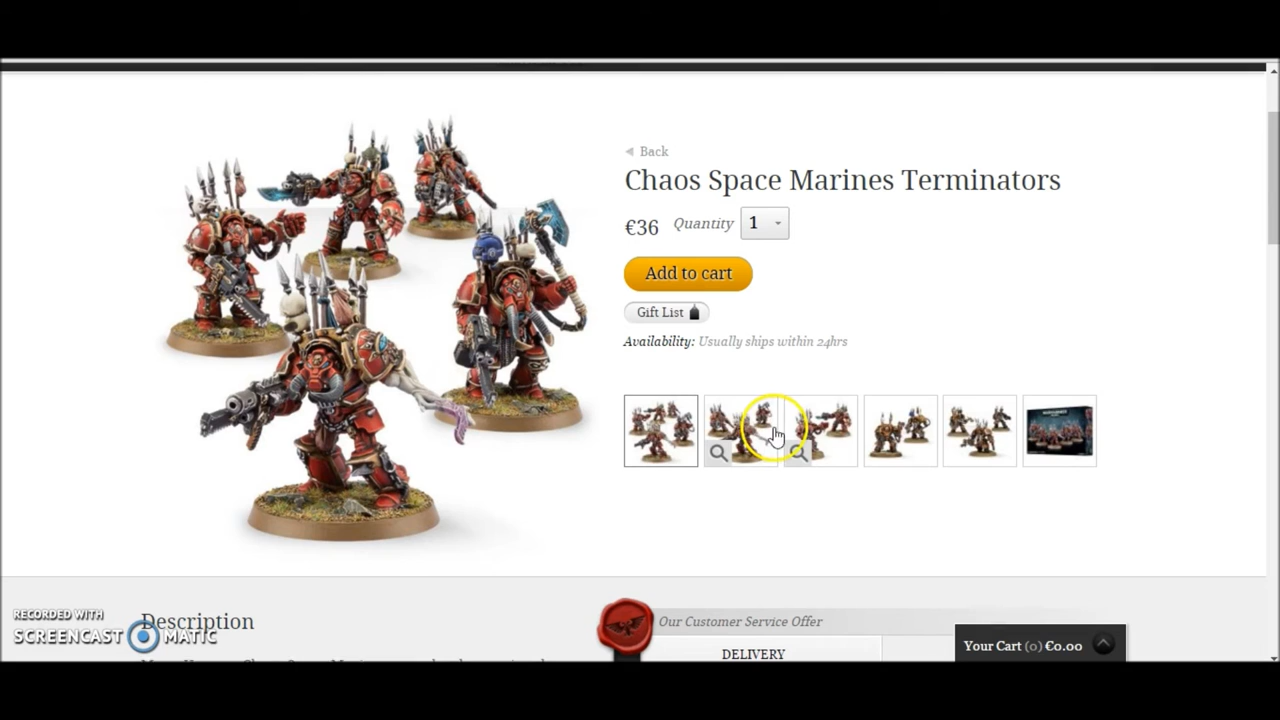 Back
Chaos Space Marines Terminators
€36 Quantity 1
Add to cart
Gift List
Availability: Usually ships within 24hrs
Description
Our Customer Service Offer
DELIVERY
Your Cart (0) €0.00
RECORDED WITH
SCREENCAST MATIC